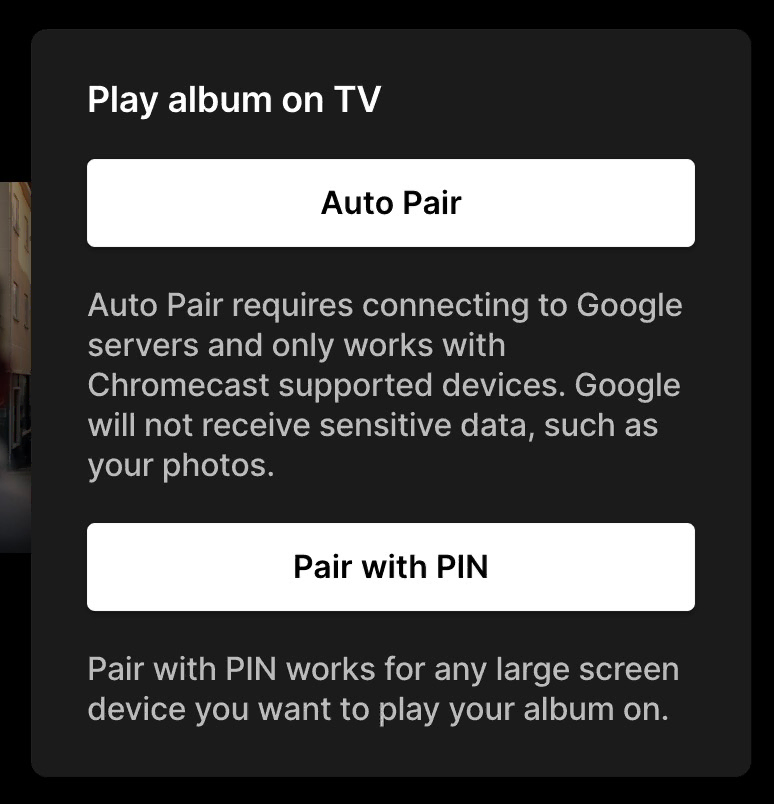 Play album on TV
Auto Pair
Auto Pair requires connecting to Google
servers and only works with
Chromecast supported devices. Google
will not receive sensitive data, such as
your photos.
Pair with PIN
Pair with PIN works for any large screen
device you want to play your album on.